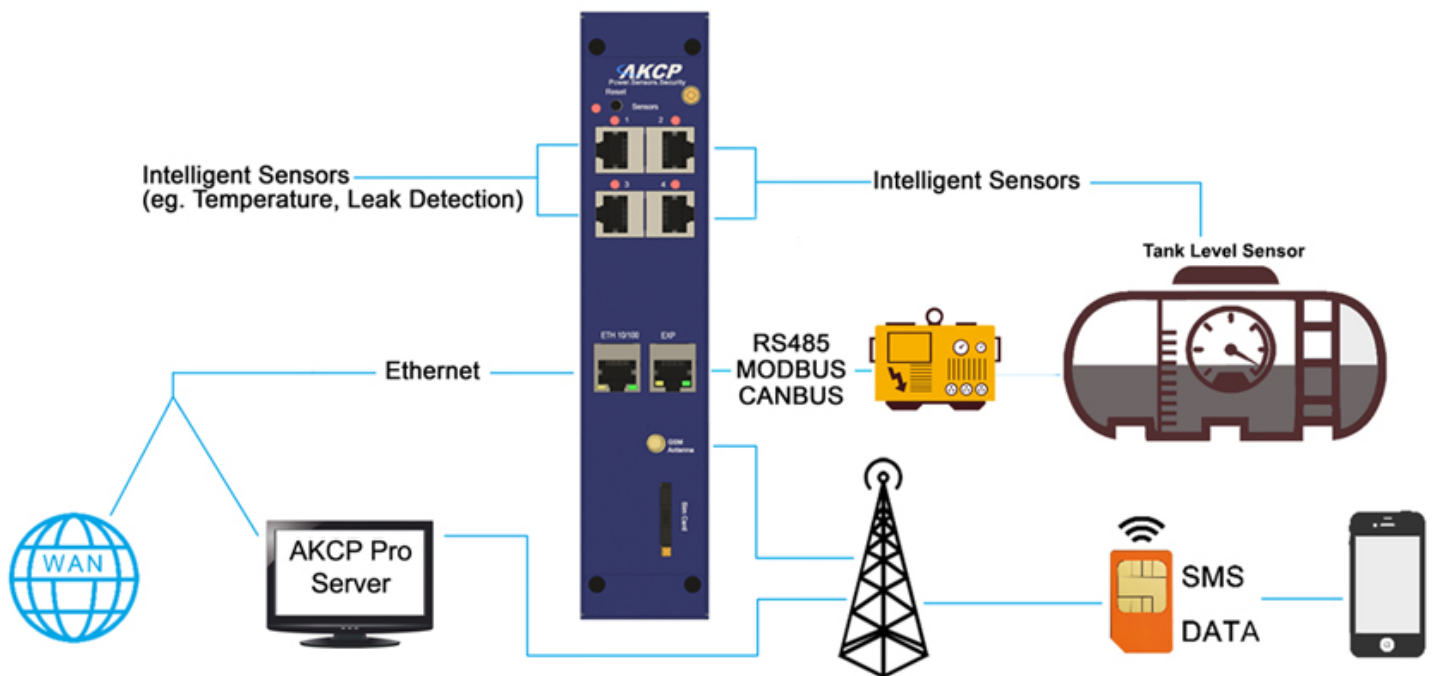 AKCP
Power.Sensors.Security
Reset
Sensors
1 2
3 4
Intelligent Sensors
(eg. Temperature, Leak Detection)
Intelligent Sensors
Tank Level Sensor
ETH 10/100 EXP
Ethernet
RS485
MODBUS
CANBUS
GSM
Antenna
Sim Card
WAN
AKCP Pro
Server
SMS
DATA